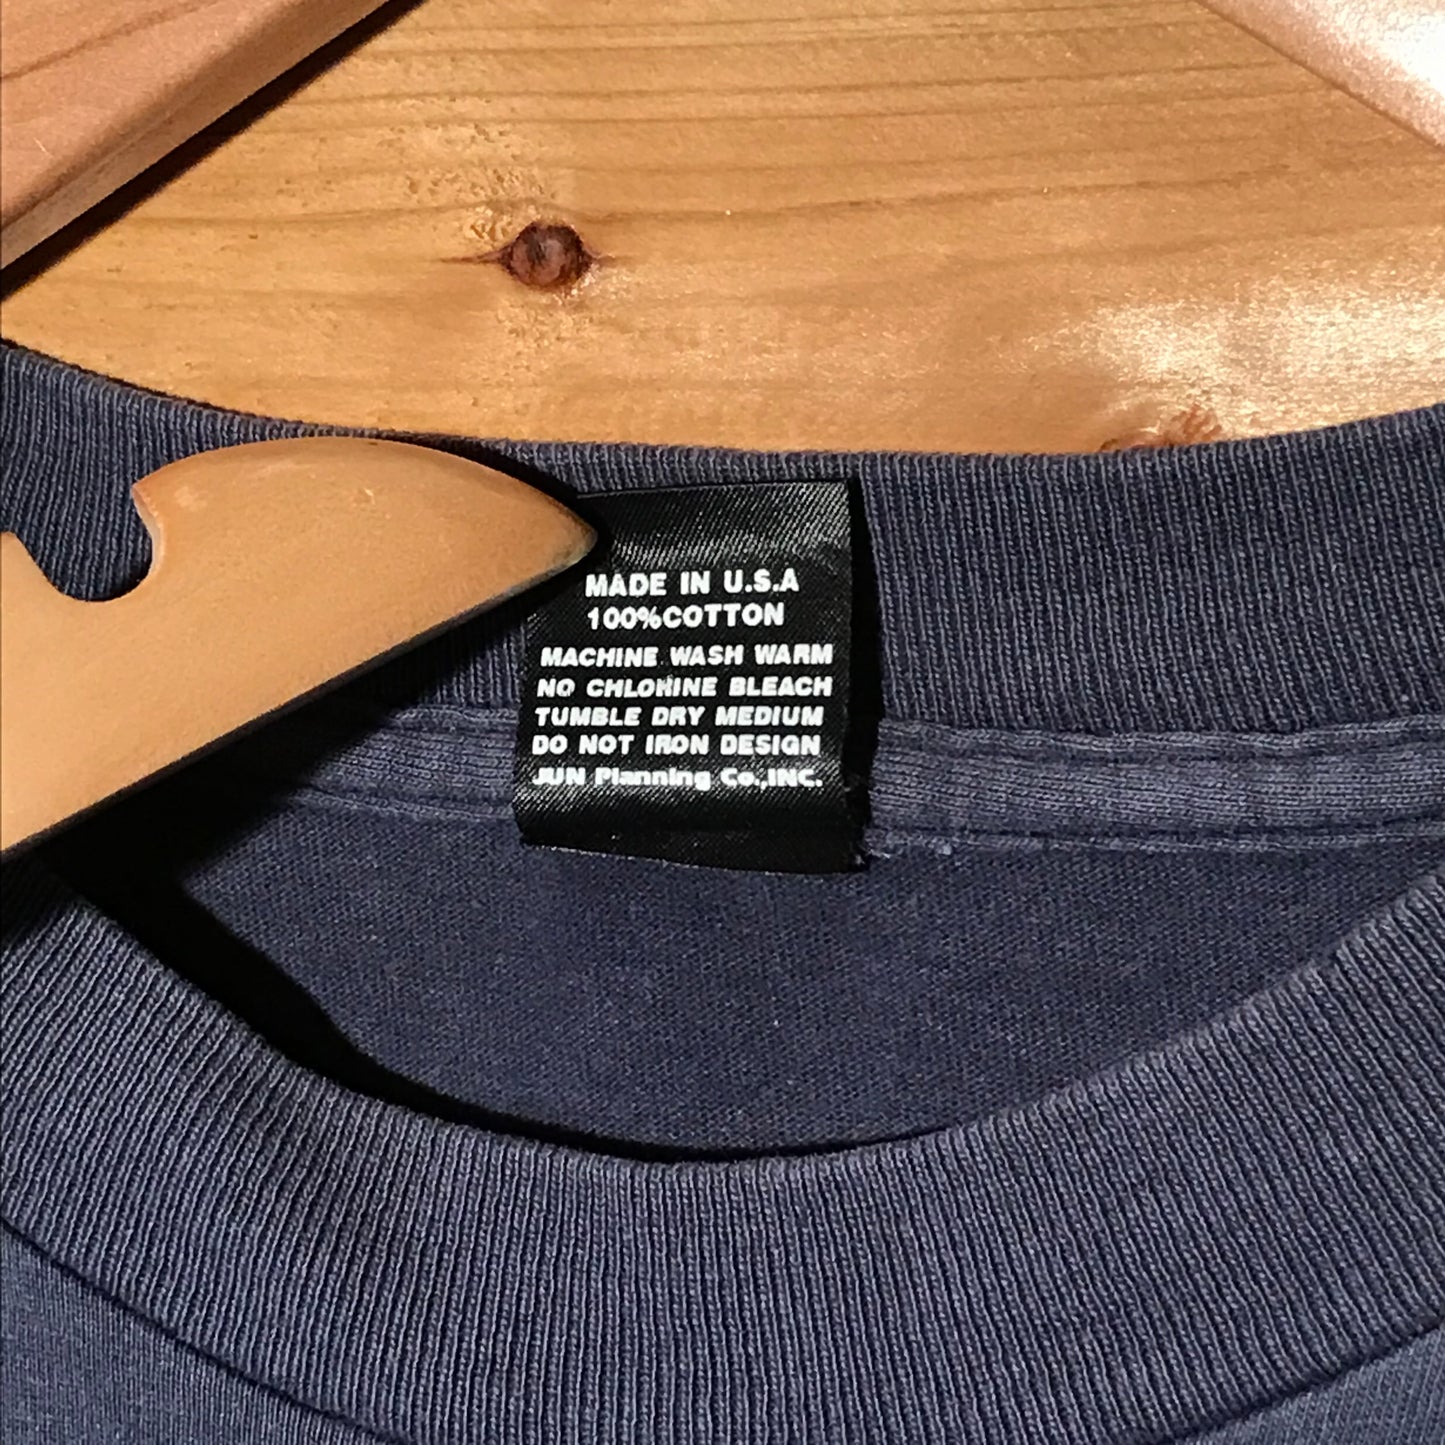 MADE IN U.S.A
100%COTTON
MACHINE WASH WARM
NO CHLORINE BLEACH
TUMBLE DRY MEDIUM
DO NOT IRON DESIGN
JUN Planning Co.,INC.